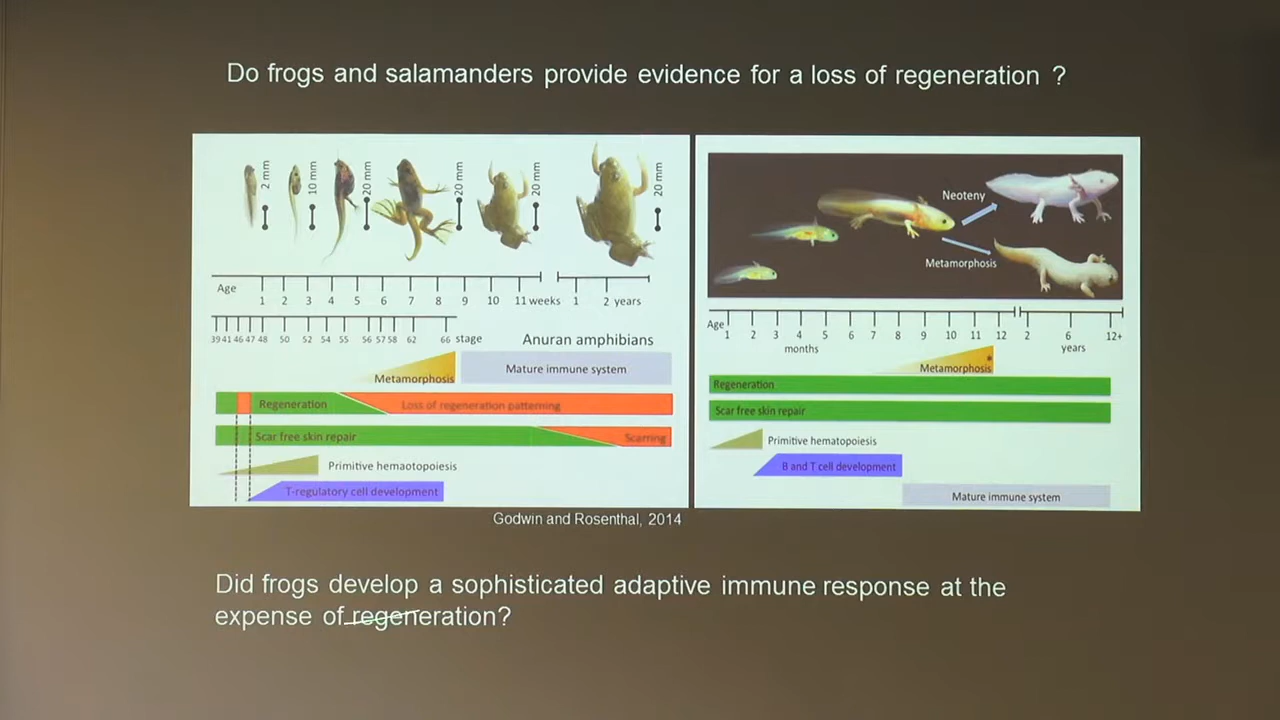 Do frogs and salamanders provide evidence for a loss of regeneration ?
2 mm
10 mm
20 mm
20 mm
20 mm
20 mm
Age
1 2 3 4 5 6 7 8 9 10 11 weeks 1 2 years
39 41 46 47 48 50 52 54 55 56 57 58 62 66 stage
Anuran amphibians
Metamorphosis
Mature immune system
Regeneration
Loss of regeneration patterning
Scar free skin repair
Scarring
Primitive hemaotopoiesis
T-regulatory cell development
Neoteny
Metamorphosis
Age
1 2 3 4 5 6 7 8 9 10 11 12 2 6 12+
months
years
Metamorphosis
Regeneration
Scar free skin repair
Primitive hematopoiesis
B and T cell development
Mature immune system
Godwin and Rosenthal, 2014
Did frogs develop a sophisticated adaptive immune response at the
expense of regeneration?